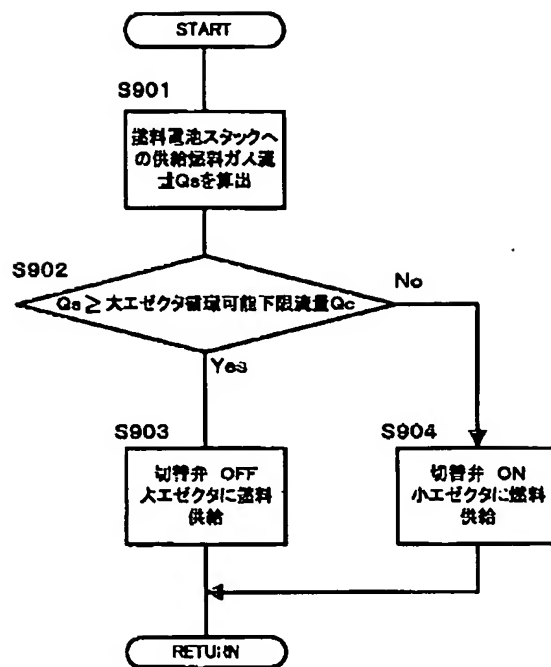 START
S901
燃料電池スタックへ
の供給燃料ガス流
量Qsを算出
S902
Qs≧大エゼクタ循環可能下限流量Qc
No
Yes
S903
切替弁 OFF
大エゼクタに燃料
供給
S904
切替弁 ON
小エゼクタに燃料
供給
RETURN